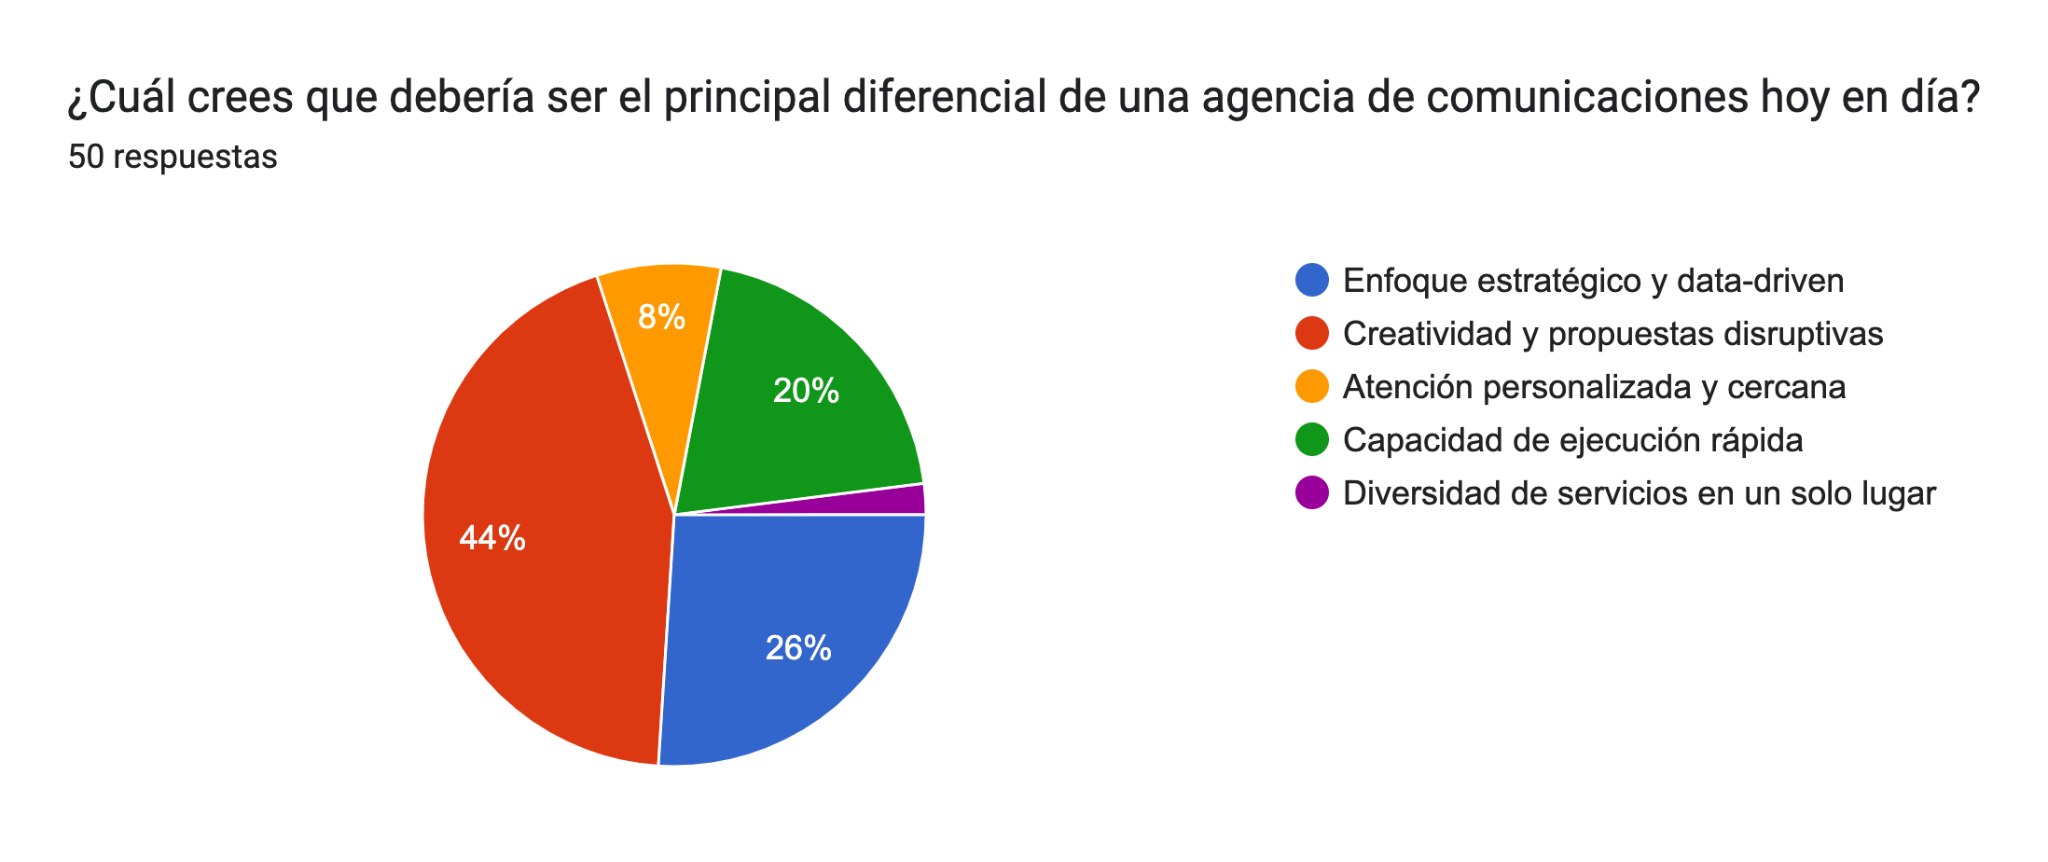 ¿Cuál crees que debería ser el principal diferencial de una agencia de comunicaciones hoy en día?
50 respuestas
8%
20%
44%
26%
Enfoque estratégico y data-driven
Creatividad y propuestas disruptivas
Atención personalizada y cercana
Capacidad de ejecución rápida
Diversidad de servicios en un solo lugar